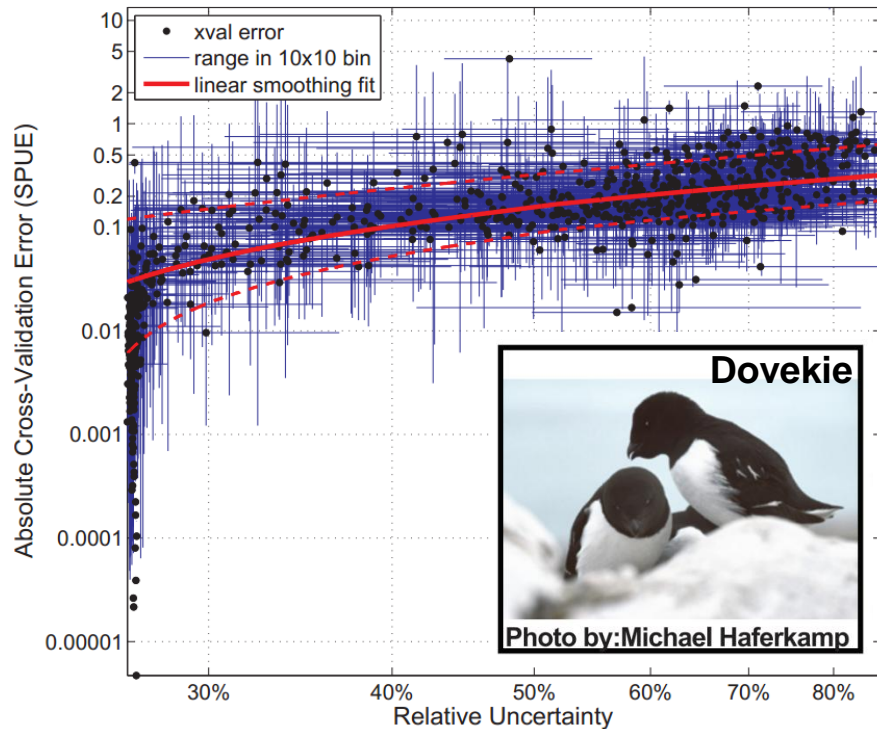 10
5
2
1
0.5
0.2
0.1
0.01
0.001
0.0001
0.00001
Absolute Cross-Validation Error (SPUE)
xval error
range in 10x10 bin
linear smoothing fit
Dovekie
Photo by:Michael Haferkamp
30%
40%
50%
60%
70%
80%
Relative Uncertainty